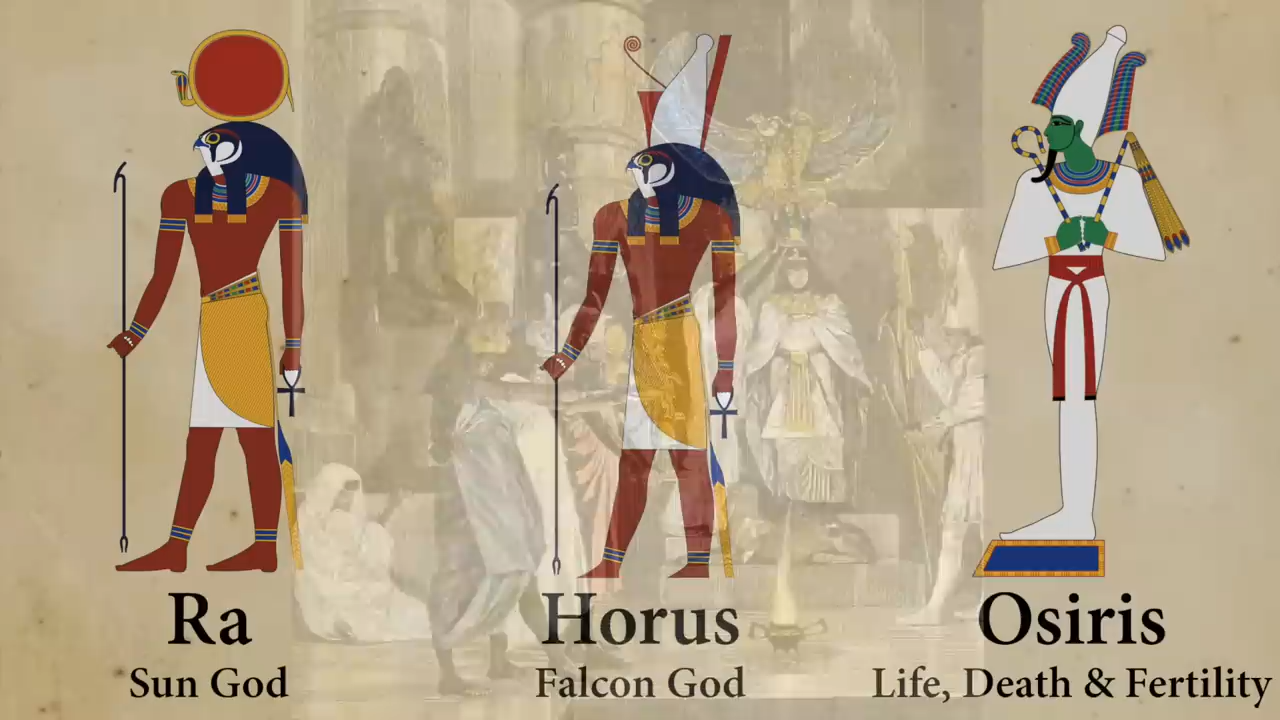 Ra
Sun God
Horus
Falcon God
Osiris
Life, Death & Fertility